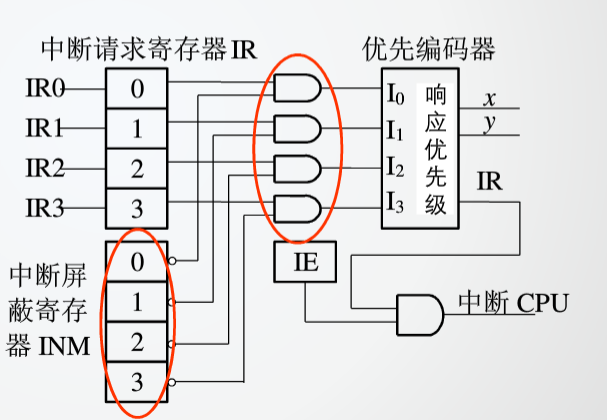 中断请求寄存器 IR
优先编码器
IR0
0
I0
响应优先级
x
IR1
1
I1
y
IR2
2
I2
IR
IR3
3
I3
中断屏
蔽寄存
器 INM
0
1
2
3
IE
中断 CPU